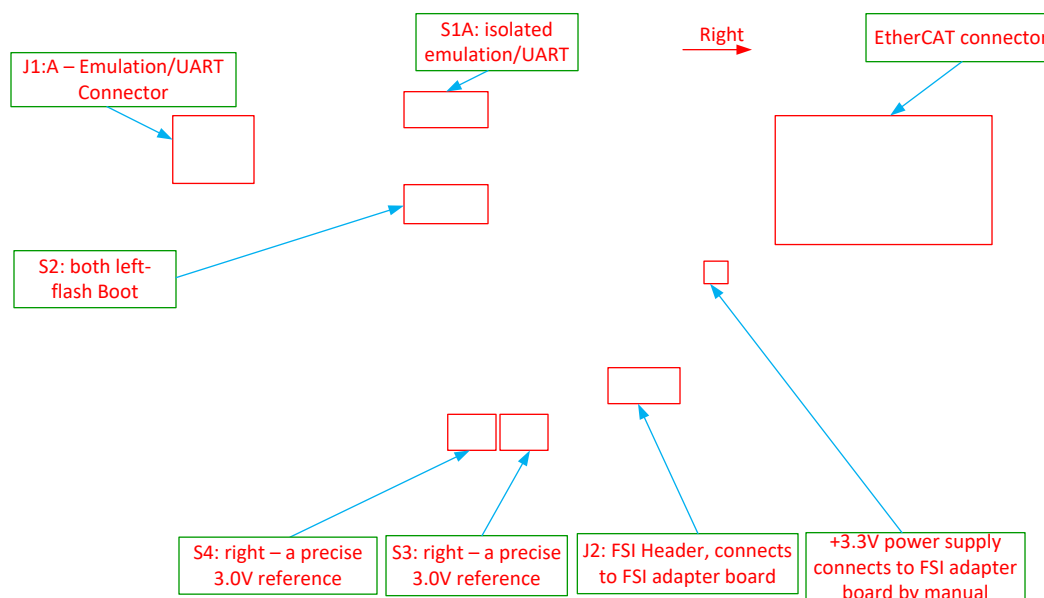 S1A: isolated
emulation/UART
Right
EtherCAT connector
J1:A – Emulation/UART
Connector
S2: both left-
flash Boot
S4: right – a precise
3.0V reference
S3: right – a precise
3.0V reference
J2: FSI Header, connects
to FSI adapter board
+3.3V power supply
connects to FSI adapter
board by manual